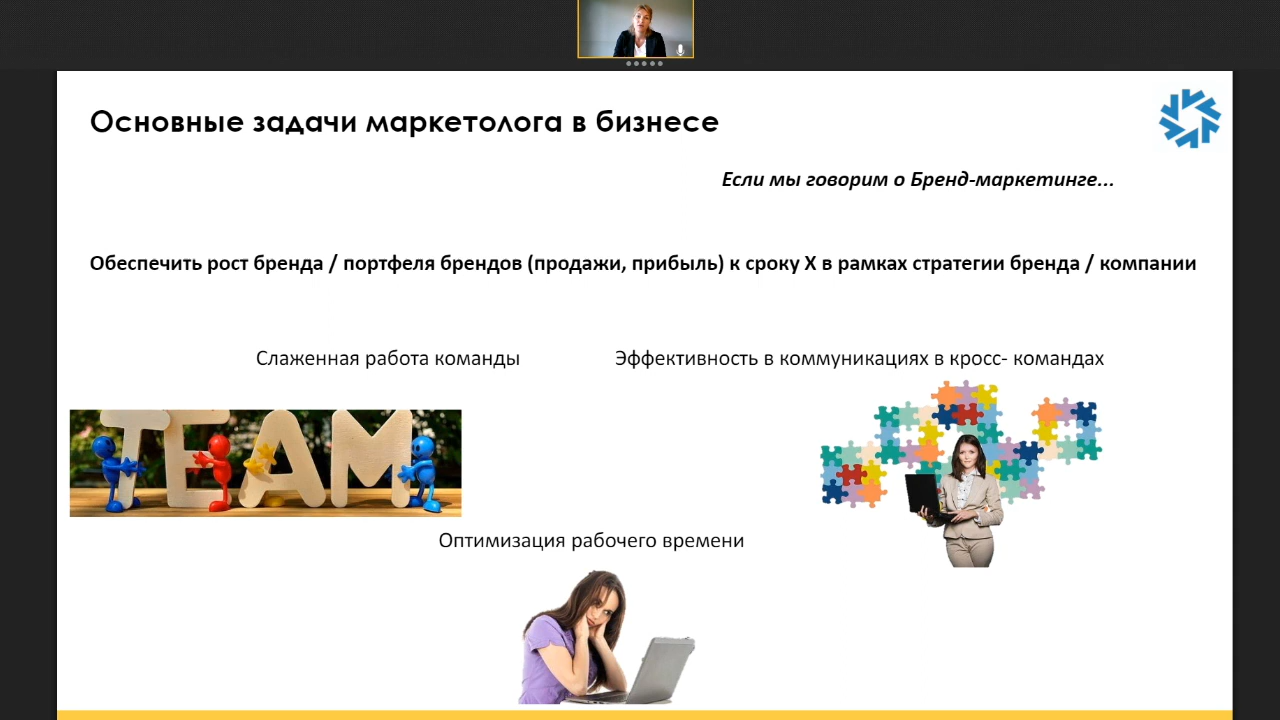 Основные задачи маркетолога в бизнесе
Если мы говорим о Бренд-маркетинге...
Обеспечить рост бренда / портфеля брендов (продажи, прибыль) к сроку X в рамках стратегии бренда / компании
Слаженная работа команды
Эффективность в коммуникациях в кросс- командах
TEAM
Оптимизация рабочего времени